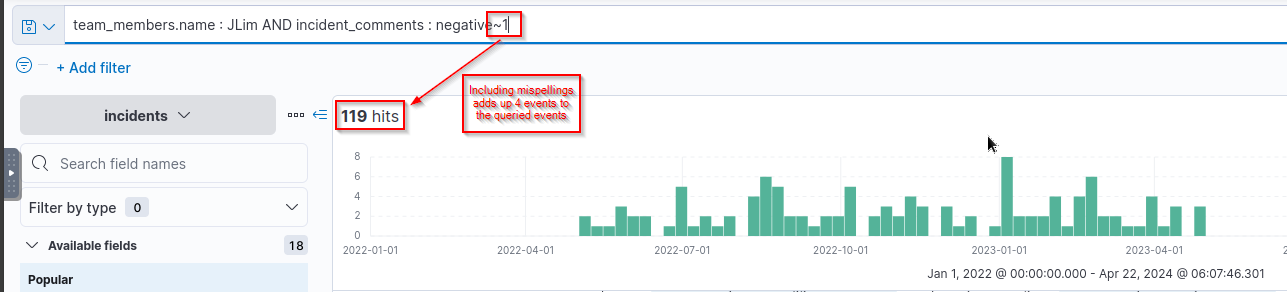 team_members.name : JLim AND incident_comments : negative~1
+ Add filter
incidents
119 hits
Including mispellings
adds up 4 events to
the queried events
Search field names
Filter by type 0
Available fields 18
Popular
8
6
4
2
0
2022-01-01 2022-04-01 2022-07-01 2022-10-01 2023-01-01 2023-04-01
Jan 1, 2022 @ 00:00:00.000 - Apr 22, 2024 @ 06:07:46.301